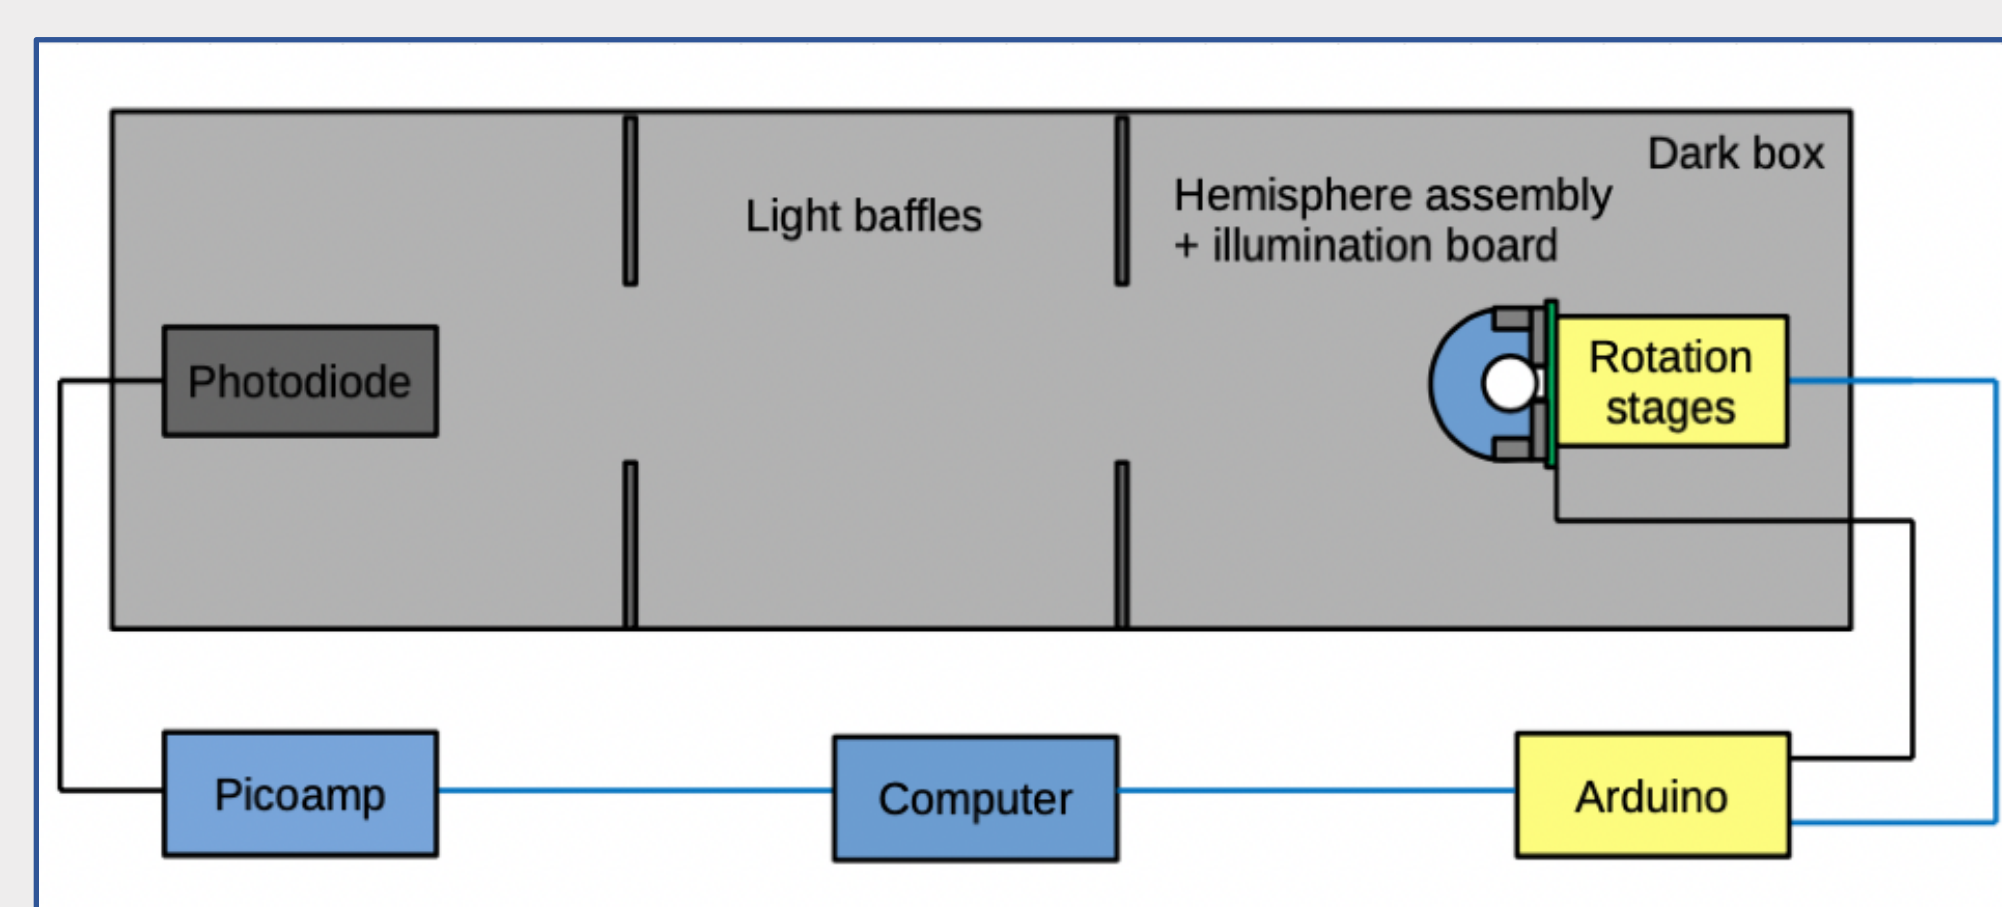 Dark box
Hemisphere assembly
+ illumination board
Light baffles
Photodiode
Rotation
stages
Picoamp
Computer
Arduino